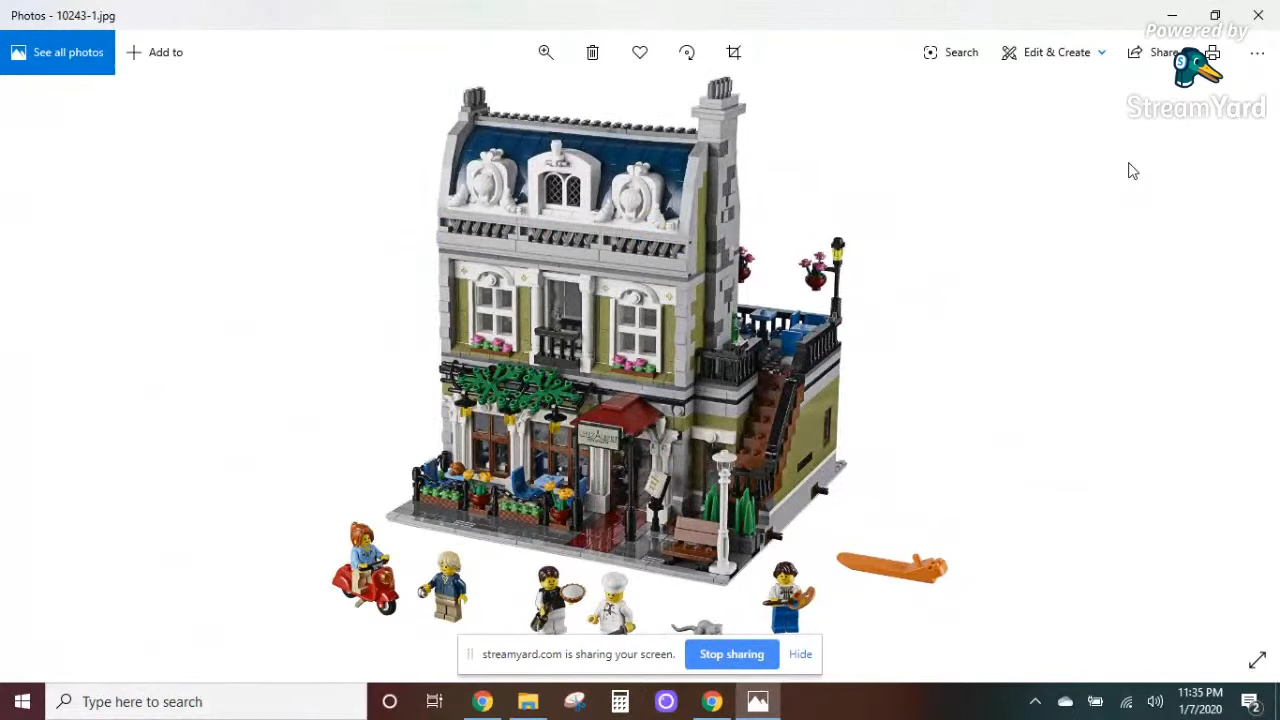 Photos - 10243-1.jpg
Powered by
See all photos
Add to
Search
Edit & Create
Share
StreamYard
streamyard.com is sharing your screen.
Stop sharing
Hide
Type here to search
11:35 PM
1/7/2020
2